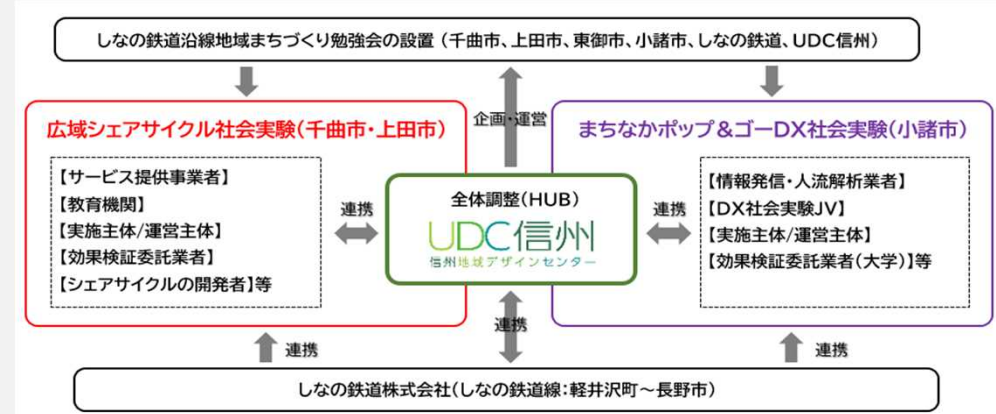 しなの鉄道沿線地域まちづくり勉強会の設置（千曲市、上田市、東御市、小諸市、しなの鉄道、UDC信州）
企画・運営
広域シェアサイクル社会実験（千曲市・上田市）
【サービス提供事業者】
【教育機関】
【実施主体/運営主体】
【効果検証委託業者】
【シェアサイクルの開発者】等
連携
全体調整（HUB）
UDC信州
信州地域デザインセンター
連携
まちなかポップ＆ゴーDX社会実験（小諸市）
【情報発信・人流解析業者】
【DX社会実験JV】
【実施主体/運営主体】
【効果検証委託業者（大学）】等
連携
連携
連携
しなの鉄道株式会社（しなの鉄道線：軽井沢町～長野市）